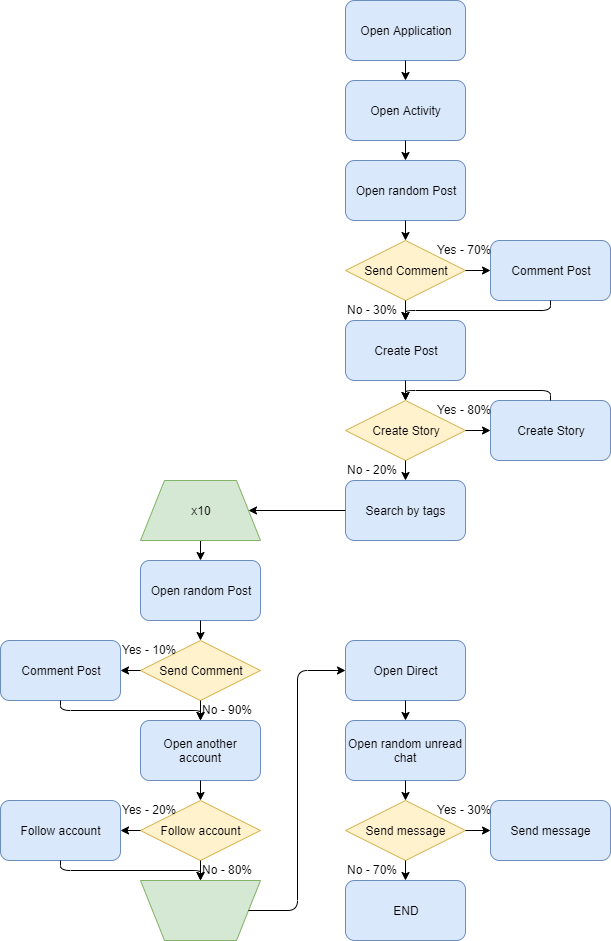 Open Application
Open Activity
Open random Post
Yes - 70%
Send Comment
Comment Post
No - 30%
Create Post
Yes - 80%
Create Story
Create Story
No - 20%
Search by tags
x10
Open random Post
Yes - 10%
Send Comment
Comment Post
No - 90%
Open another
account
Yes - 20%
Follow account
Follow account
No - 80%
Open Direct
Open random unread
chat
Yes - 30%
Send message
Send message
No - 70%
END